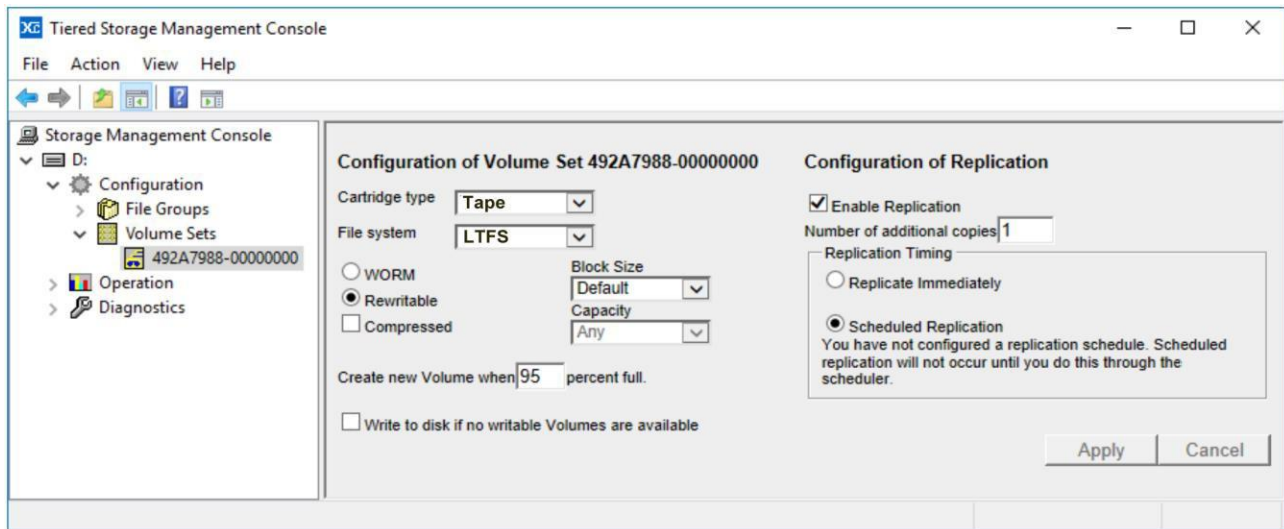 XC Tiered Storage Management Console
File Action View Help
Storage Management Console
D:
Configuration
File Groups
Volume Sets
492A7988-00000000
Operation
Diagnostics
Configuration of Volume Set 492A7988-00000000
Cartridge type Tape
File system LTFS
WORM
Rewritable
Compressed
Block Size
Default
Capacity
Any
Create new Volume when 95 percent full.
Write to disk if no writable Volumes are available
Configuration of Replication
Enable Replication
Number of additional copies 1
Replication Timing
Replicate Immediately
Scheduled Replication
You have not configured a replication schedule. Scheduled
replication will not occur until you do this through the
scheduler.
Apply Cancel